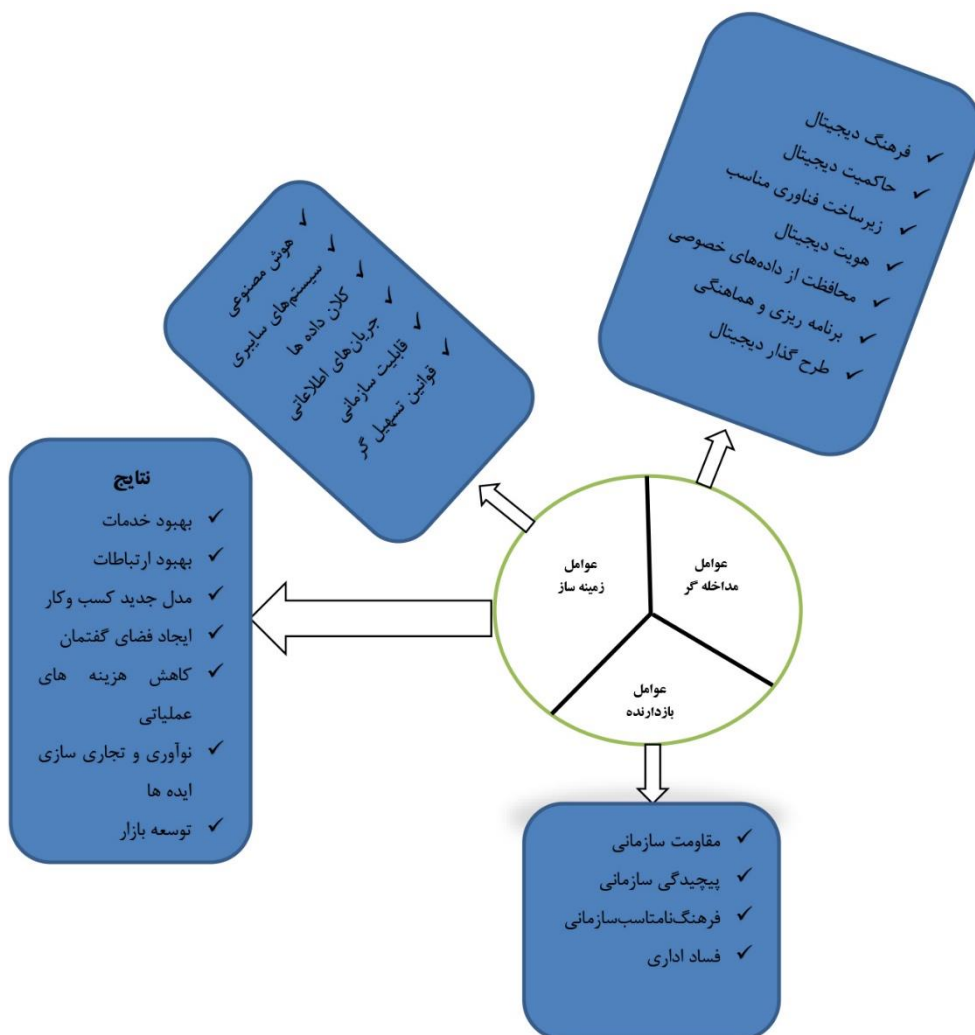 فرهنگ دیجیتال
حاکمیت دیجیتال
زیرساخت فناوری مناسب
هویت دیجیتال
محافظت از داده‌های خصوصی
برنامه ریزی و هماهنگی
طرح گذار دیجیتال
هوش مصنوعی
سیستم‌های سایبری
کلان داده ها
جریان‌های اطلاعاتی
قابلیت سازمانی
قوانین تسهیل گر
عوامل
مداخله گر
عوامل
زمینه ساز
عوامل
بازدارنده
نتایج
بهبود خدمات
بهبود ارتباطات
مدل جدید کسب وکار
ایجاد فضای گفتمان
کاهش هزینه های
عملیاتی
نوآوری و تجاری سازی
ایده ها
توسعه بازار
مقاومت سازمانی
پیچیدگی سازمانی
فرهنگ‌نامتاسب‌سازمانی
فساد اداری